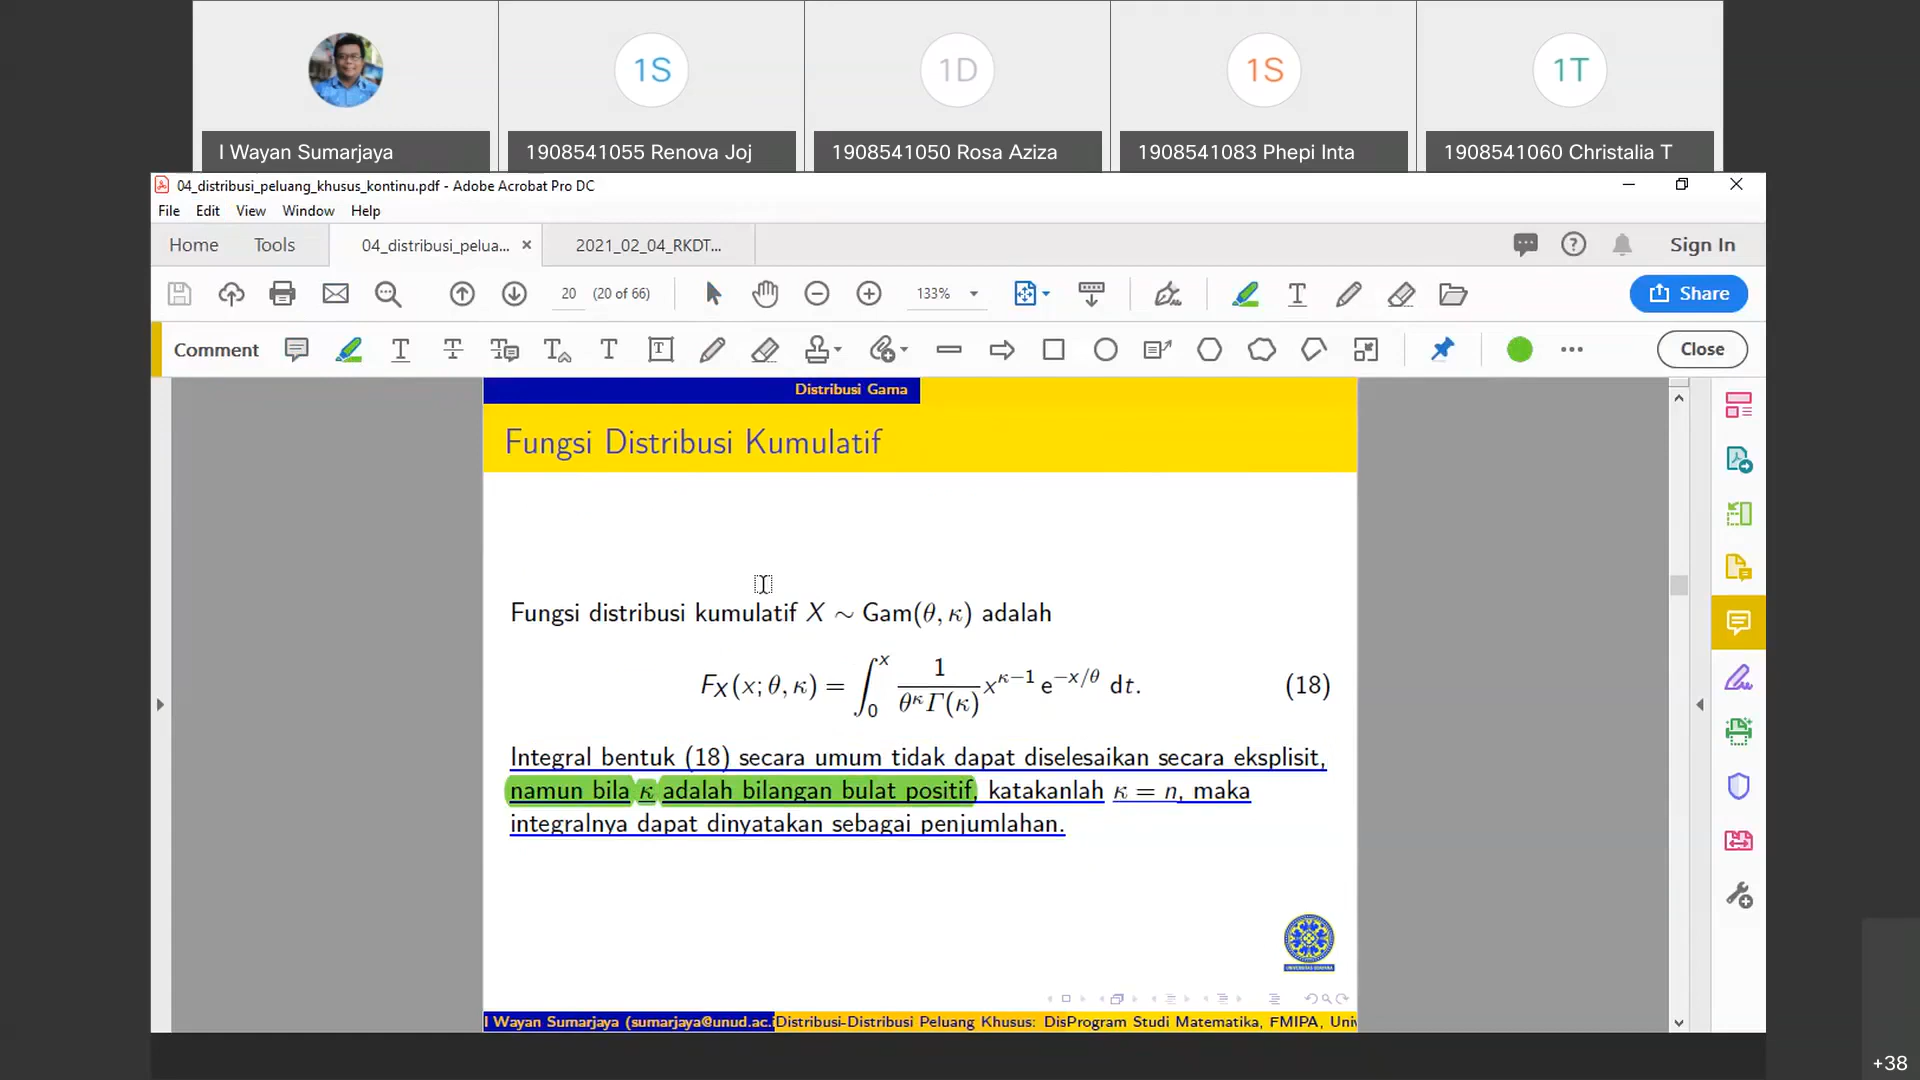 1S
1D
1S
1T
I Wayan Sumarjaya
1908541055 Renova Joj
1908541050 Rosa Aziza
1908541083 Phepi Inta
1908541060 Christalia T
04_distribusi_peluang_khusus_kontinu.pdf - Adobe Acrobat Pro DC
File Edit View Window Help
Home Tools 04_distribusi_pelua... 2021_02_04_RKDT... Sign In
20 (20 of 66) 133% Share
Comment Close
Distribusi Gama
Fungsi Distribusi Kumulatif
Fungsi distribusi kumulatif X ∼ Gam(θ, κ) adalah
F_X(x; θ, κ) = ∫_0^x 1/(θ^κ Γ(κ)) x^{κ−1} e^{−x/θ} dt. (18)
Integral bentuk (18) secara umum tidak dapat diselesaikan secara eksplisit,
namun bila κ adalah bilangan bulat positif, katakanlah κ = n, maka
integralnya dapat dinyatakan sebagai penjumlahan.
UNIVERSITAS UDAYANA
I Wayan Sumarjaya (sumarjaya@unud.ac.i Distribusi-Distribusi Peluang Khusus: Dis Program Studi Matematika, FMIPA, Univ
+38